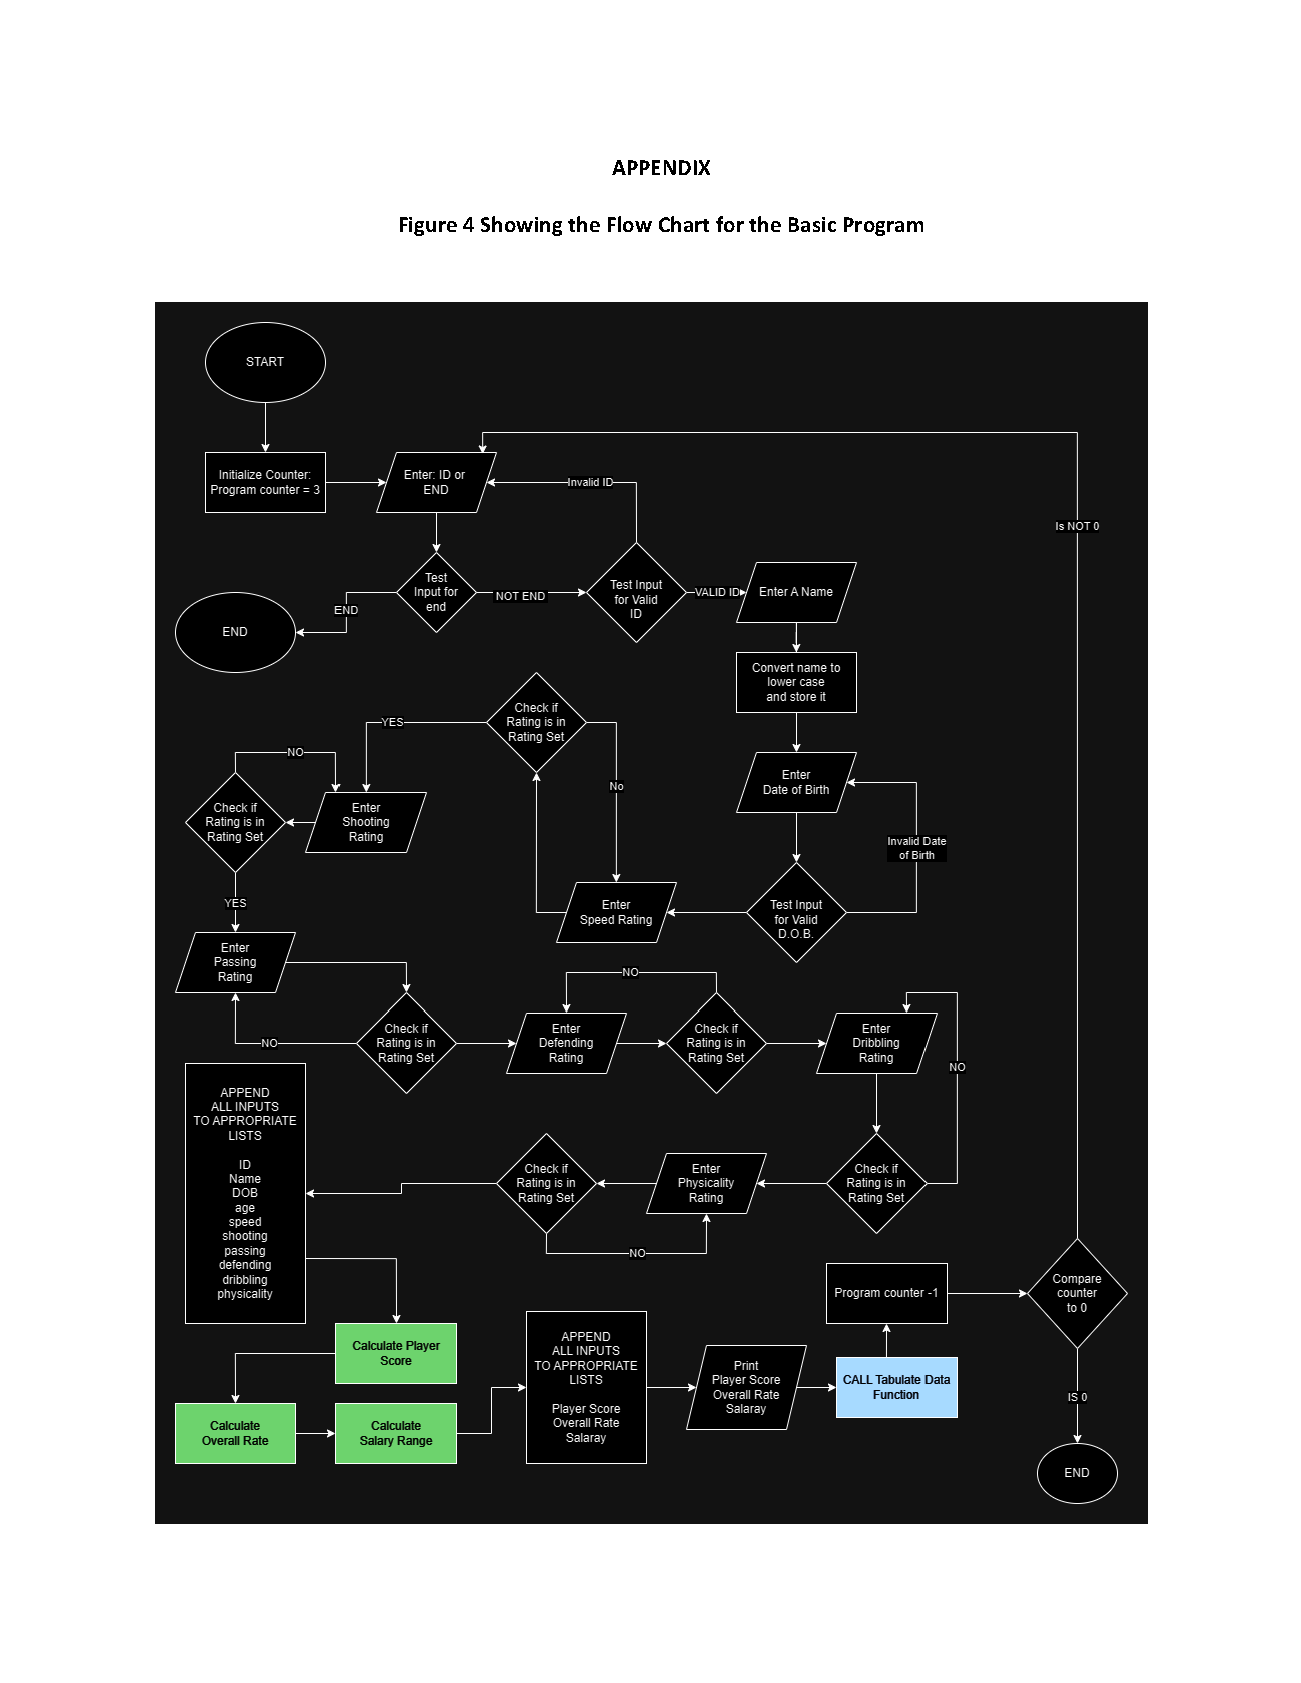 APPENDIX
Figure 4 Showing the Flow Chart for the Basic Program
START
Initialize Counter:
Program counter = 3
Enter: ID or
END
Invalid ID
Is NOT 0
Test
Input for
end
NOT END
Test Input
for Valid
ID
VALID ID
Enter A Name
END
END
Convert name to
lower case
and store it
Check if
Rating is in
Rating Set
YES
No
NO
Enter
Date of Birth
Invalid Date
of Birth
Check if
Rating is in
Rating Set
Enter
Shooting
Rating
Enter
Speed Rating
Test Input
for Valid
D.O.B.
YES
Enter
Passing
Rating
NO
Check if
Rating is in
Rating Set
NO
Enter
Defending
Rating
Check if
Rating is in
Rating Set
Enter
Dribbling
Rating
NO
APPEND
ALL INPUTS
TO APPROPRIATE
LISTS
ID
Name
DOB
age
speed
shooting
passing
defending
dribbling
physicality
Check if
Rating is in
Rating Set
Enter
Physicality
Rating
Check if
Rating is in
Rating Set
NO
Program counter -1
Compare
counter
to 0
Calculate Player
Score
APPEND
ALL INPUTS
TO APPROPRIATE
LISTS
Player Score
Overall Rate
Salaray
Print
Player Score
Overall Rate
Salaray
CALL Tabulate Data
Function
IS 0
Calculate
Overall Rate
Calculate
Salary Range
END